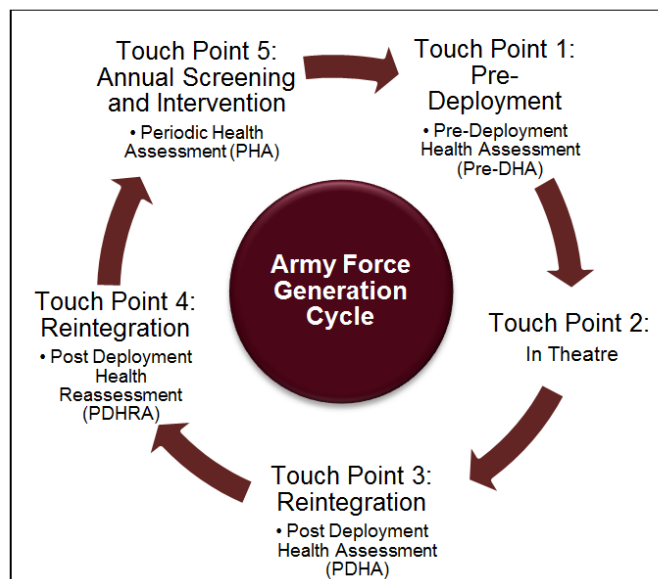 Touch Point 1:
Pre-
Deployment
• Pre-Deployment
Health Assessment
(Pre-DHA)
Touch Point 2:
In Theatre
Touch Point 3:
Reintegration
• Post Deployment
Health Assessment
(PDHA)
Touch Point 4:
Reintegration
• Post Deployment
Health
Reassessment
(PDHRA)
Touch Point 5:
Annual Screening
and Intervention
• Periodic Health
Assessment (PHA)
Army Force
Generation
Cycle